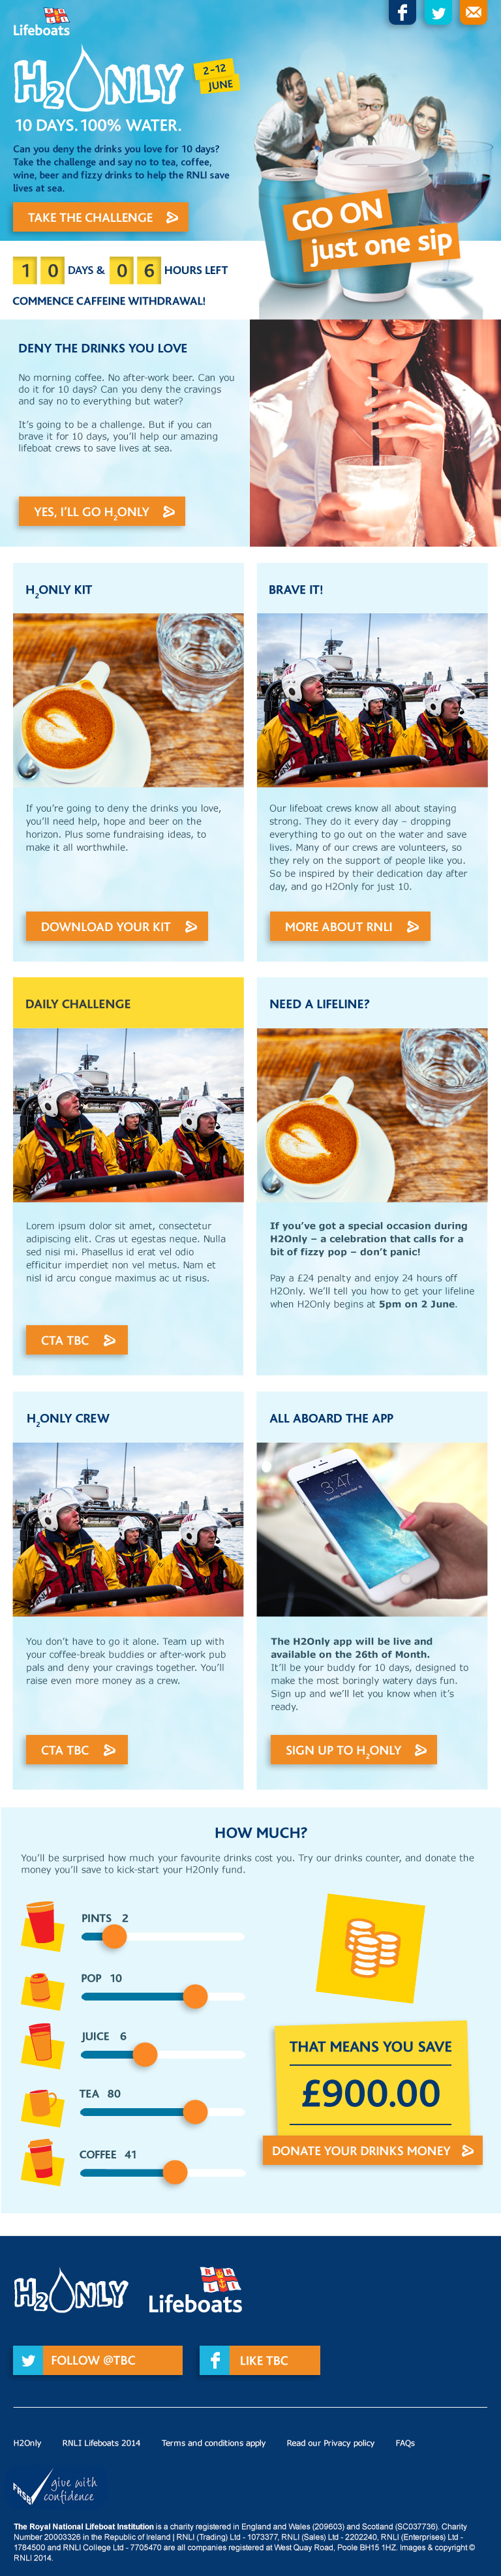 Lifeboats
H2ONLY
2-12
JUNE
10 DAYS. 100% WATER.
Can you deny the drinks you love for 10 days?
Take the challenge and say no to tea, coffee,
wine, beer and fizzy drinks to help the RNLI save
lives at sea.
TAKE THE CHALLENGE
GO ON
just one sip
10 DAYS & 06 HOURS LEFT
COMMENCE CAFFEINE WITHDRAWAL!
DENY THE DRINKS YOU LOVE
No morning coffee. No after-work beer. Can you
do it for 10 days? Can you deny the cravings
and say no to everything but water?
It's going to be a challenge. But if you can
brave it for 10 days, you'll help our amazing
lifeboat crews to save lives at sea.
YES, I'LL GO H2ONLY
H2ONLY KIT
If you're going to deny the drinks you love,
you'll need help, hope and beer on the
horizon. Plus some fundraising ideas, to
make it all worthwhile.
DOWNLOAD YOUR KIT
BRAVE IT!
Our lifeboat crews know all about staying
strong. They do it every day – dropping
everything to go out on the water and save
lives. Many of our crews are volunteers, so
they rely on the support of people like you.
So be inspired by their dedication day after
day, and go H2Only for just 10.
MORE ABOUT RNLI
DAILY CHALLENGE
Lorem ipsum dolor sit amet, consectetur
adipiscing elit. Cras ut egestas neque. Nulla
sed nisi mi. Phasellus id erat vel odio
efficitur imperdiet non vel metus. Nam et
nisl id arcu congue maximus ac ut risus.
CTA TBC
NEED A LIFELINE?
If you've got a special occasion during
H2Only – a celebration that calls for a
bit of fizzy pop – don't panic!
Pay a £24 penalty and enjoy 24 hours off
H2Only. We'll tell you how to get your lifeline
when H2Only begins at 5pm on 2 June.
H2ONLY CREW
You don't have to go it alone. Team up with
your coffee-break buddies or after-work pub
pals and deny your cravings together. You'll
raise even more money as a crew.
CTA TBC
ALL ABOARD THE APP
3:47
The H2Only app will be live and
available on the 26th of Month.
It'll be your buddy for 10 days, designed to
make the most boringly watery days fun.
Sign up and we'll let you know when it's
ready.
SIGN UP TO H2ONLY
HOW MUCH?
You'll be surprised how much your favourite drinks cost you. Try our drinks counter, and donate the
money you'll save to kick-start your H2Only fund.
PINTS 2
POP 10
JUICE 6
TEA 80
COFFEE 41
THAT MEANS YOU SAVE
£900.00
DONATE YOUR DRINKS MONEY
H2ONLY
RNLI
Lifeboats
FOLLOW @TBC
LIKE TBC
H2Only RNLI Lifeboats 2014 Terms and conditions apply Read our Privacy policy FAQs
FRSB give with
confidence
The Royal National Lifeboat Institution is a charity registered in England and Wales (209603) and Scotland (SC037736). Charity
Number 20003326 in the Republic of Ireland | RNLI (Trading) Ltd - 1073377, RNLI (Sales) Ltd - 2202240, RNLI (Enterprises) Ltd -
1784500 and RNLI College Ltd - 7705470 are all companies registered at West Quay Road, Poole BH15 1HZ. Images & copyright ©
RNLI 2014.